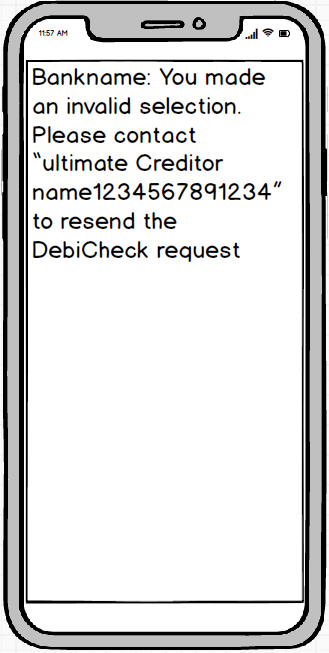 11:57 AM
Bankname: You made
an invalid selection.
Please contact
“ultimate Creditor
name1234567891234”
to resend the
DebiCheck request